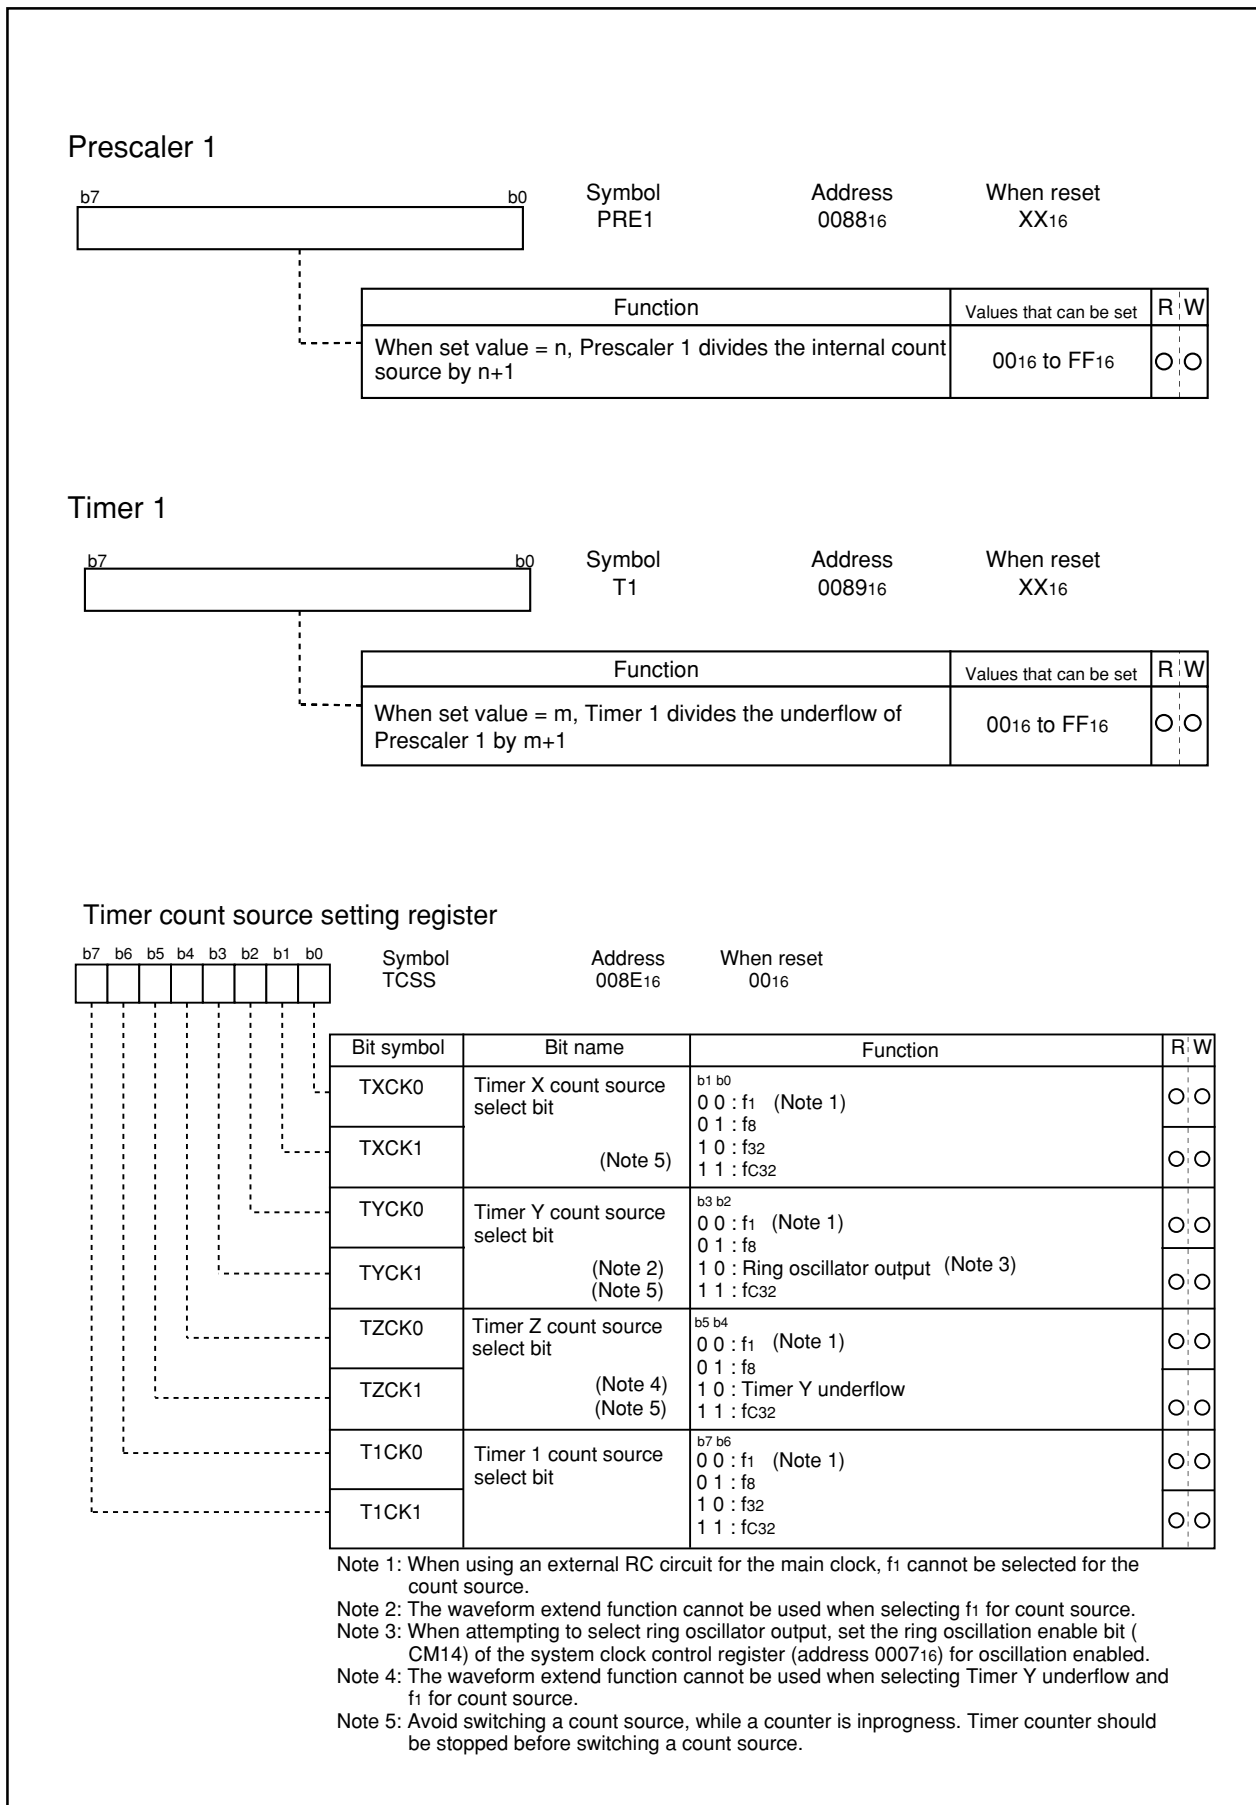 Prescaler 1
b7 b0 Symbol Address When reset
PRE1 008816 XX16
Function Values that can be set R W
When set value = n, Prescaler 1 divides the internal count
source by n+1
0016 to FF16 O O
Timer 1
b7 b0 Symbol Address When reset
T1 008916 XX16
Function Values that can be set R W
When set value = m, Timer 1 divides the underflow of
Prescaler 1 by m+1
0016 to FF16 O O
Timer count source setting register
b7 b6 b5 b4 b3 b2 b1 b0 Symbol Address When reset
TCSS 008E16 0016
Bit symbol Bit name Function R W
TXCK0 Timer X count source
select bit
b1 b0
0 0 : f1 (Note 1)
0 1 : f8
1 0 : f32
1 1 : fC32
O O
TXCK1 (Note 5) O O
TYCK0 Timer Y count source
select bit
b3 b2
0 0 : f1 (Note 1)
0 1 : f8
1 0 : Ring oscillator output (Note 3)
1 1 : fC32
O O
TYCK1 (Note 2)
(Note 5) O O
TZCK0 Timer Z count source
select bit
b5 b4
0 0 : f1 (Note 1)
0 1 : f8
1 0 : Timer Y underflow
1 1 : fC32
O O
TZCK1 (Note 4)
(Note 5) O O
T1CK0 Timer 1 count source
select bit
b7 b6
0 0 : f1 (Note 1)
0 1 : f8
1 0 : f32
1 1 : fC32
O O
T1CK1 O O
Note 1: When using an external RC circuit for the main clock, f1 cannot be selected for the
count source.
Note 2: The waveform extend function cannot be used when selecting f1 for count source.
Note 3: When attempting to select ring oscillator output, set the ring oscillation enable bit (
CM14) of the system clock control register (address 000716) for oscillation enabled.
Note 4: The waveform extend function cannot be used when selecting Timer Y underflow and
f1 for count source.
Note 5: Avoid switching a count source, while a counter is inprogness. Timer counter should
be stopped before switching a count source.